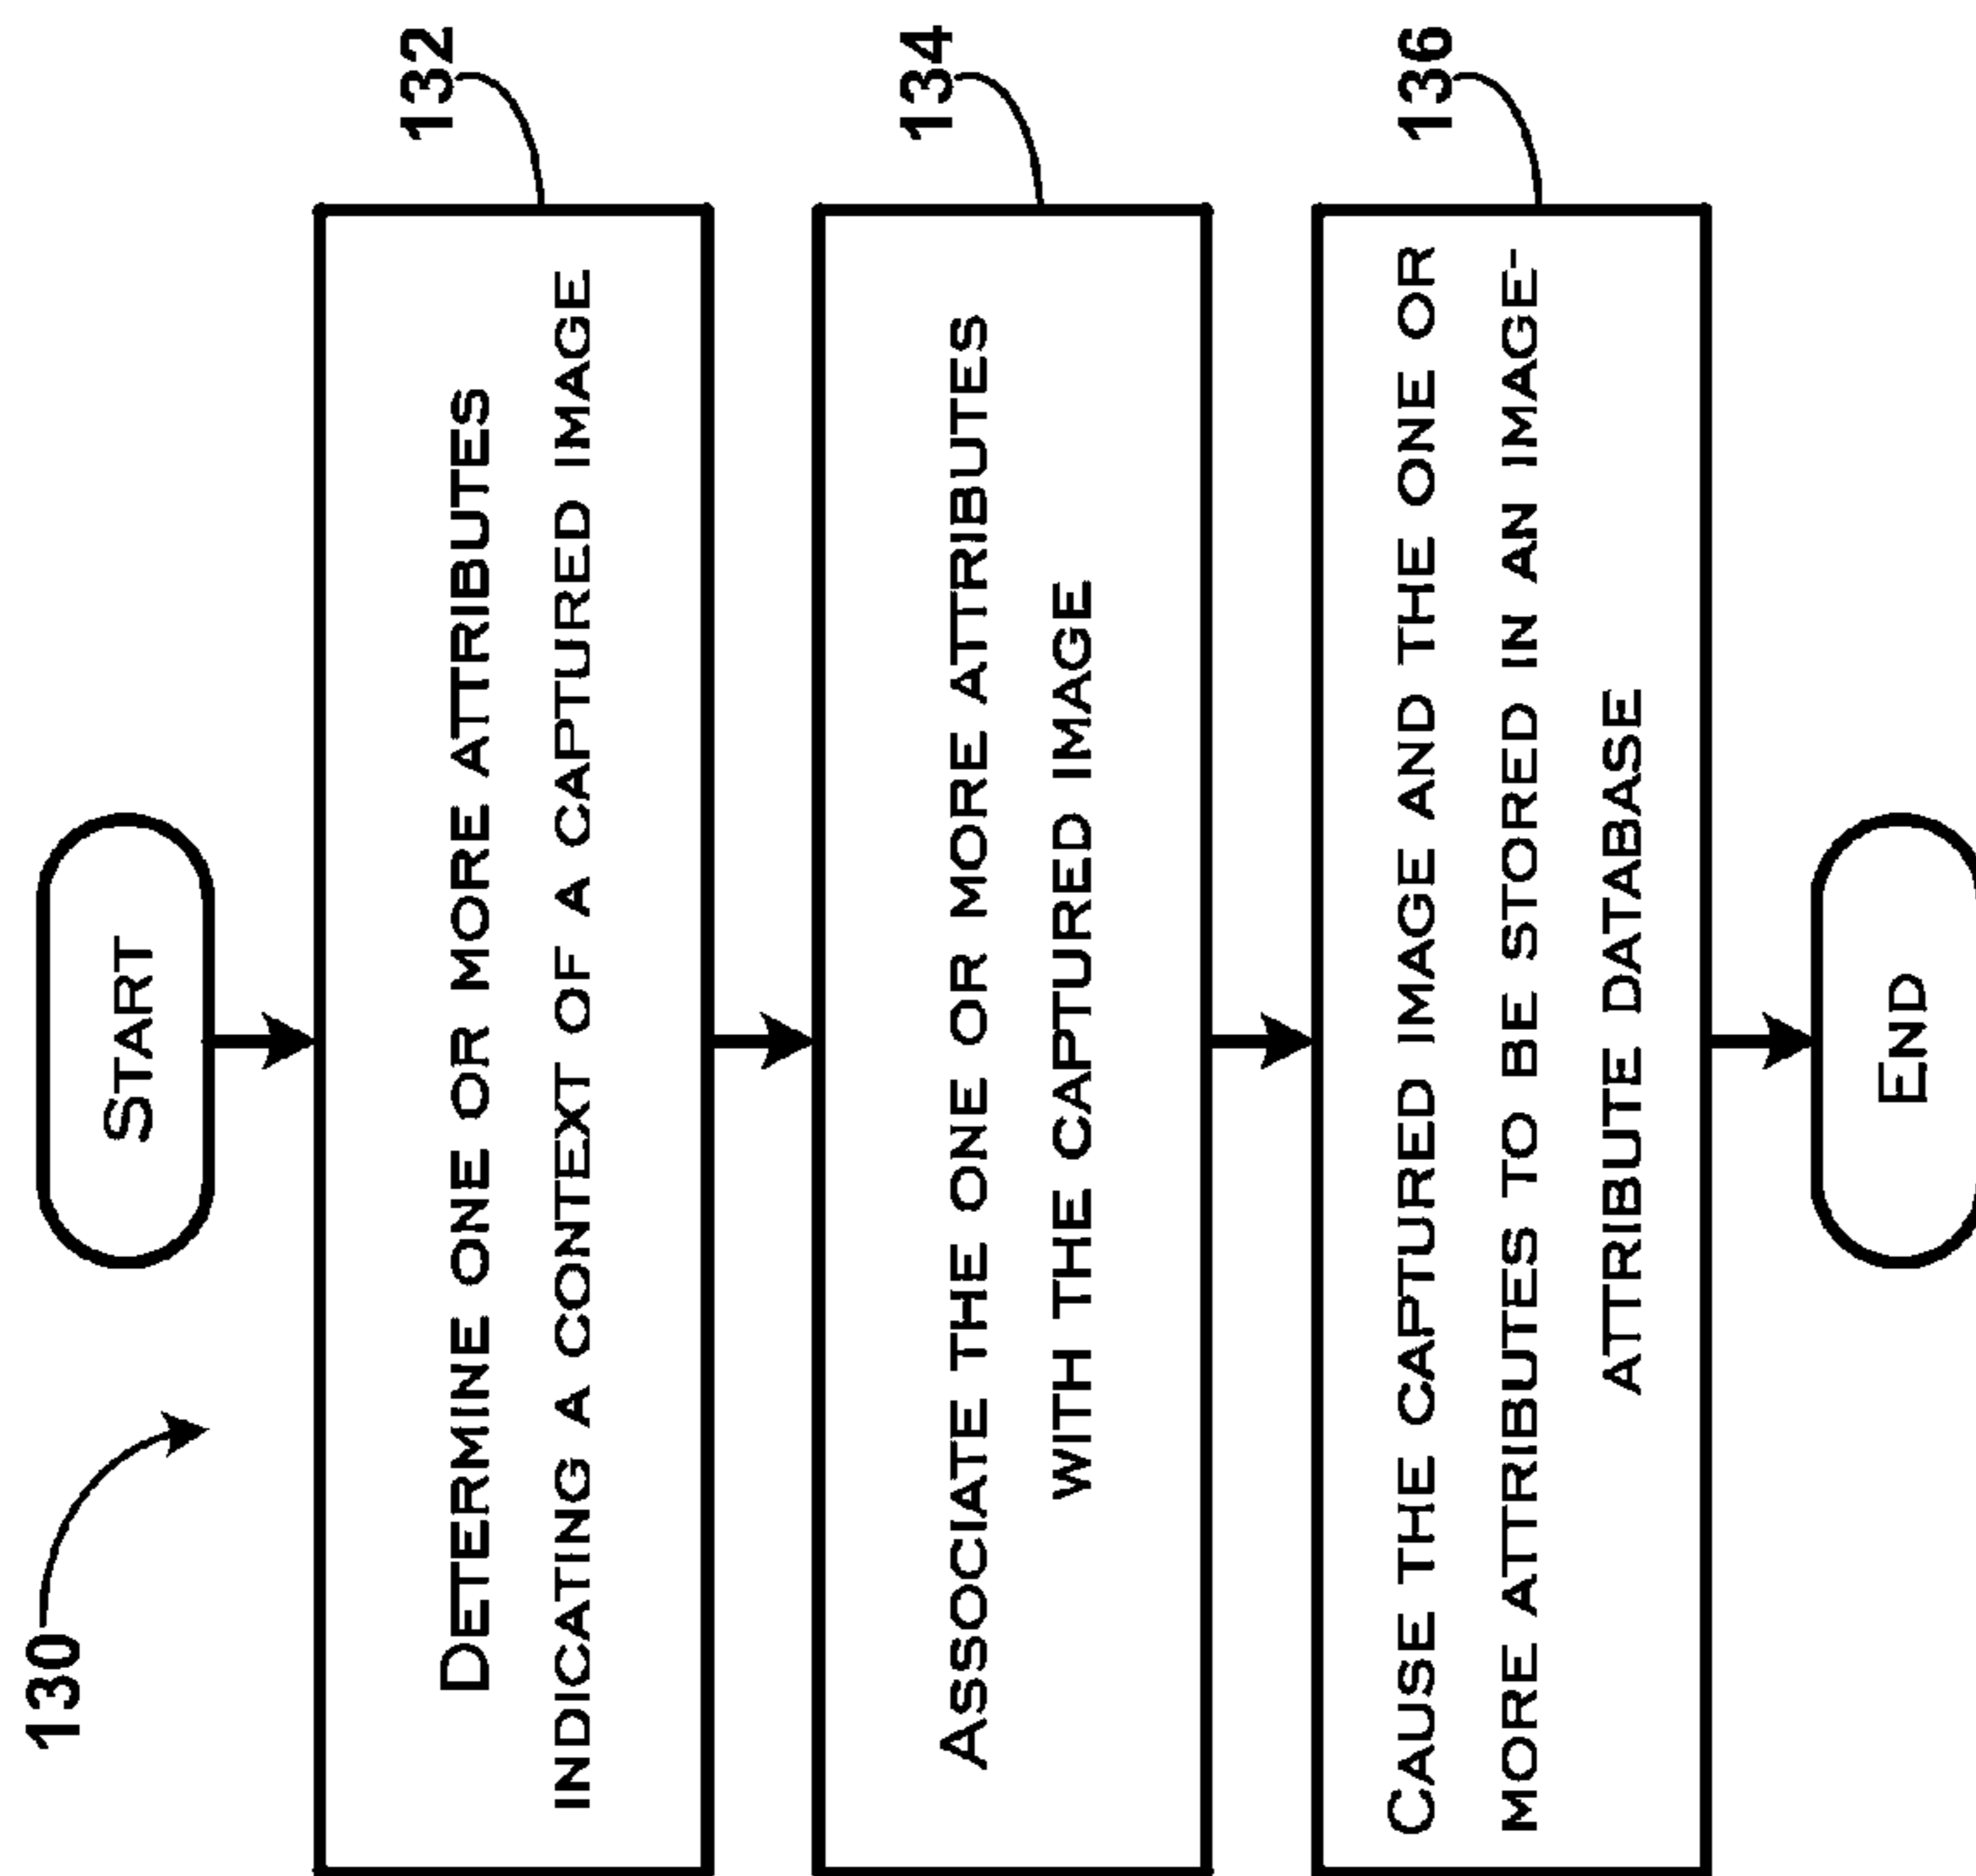 130
START
132
DETERMINE ONE OR MORE ATTRIBUTES
INDICATING A CONTEXT OF A CAPTURED IMAGE
134
ASSOCIATE THE ONE OR MORE ATTRIBUTES
WITH THE CAPTURED IMAGE
136
CAUSE THE CAPTURED IMAGE AND THE ONE OR
MORE ATTRIBUTES TO BE STORED IN AN IMAGE-
ATTRIBUTE DATABASE
END